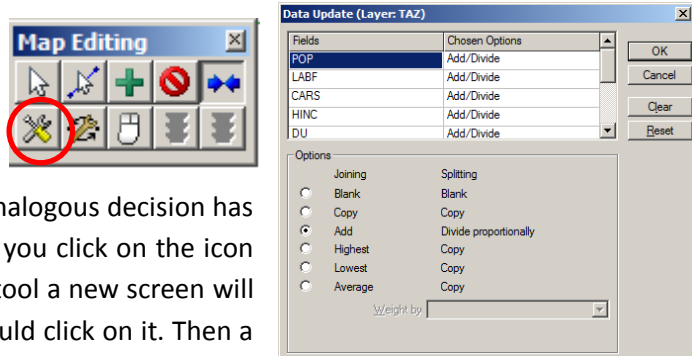 Map Editing
nalogous decision has
you click on the icon
tool a new screen will
uld click on it. Then a
Data Update (Layer: TAZ)
Fields Chosen Options
POP Add/Divide
LABF Add/Divide
CARS Add/Divide
HINC Add/Divide
DU Add/Divide
OK
Cancel
Clear
Reset
Options
Joining Splitting
Blank Blank
Copy Copy
Add Divide proportionally
Highest Copy
Lowest Copy
Average Copy
Weight by